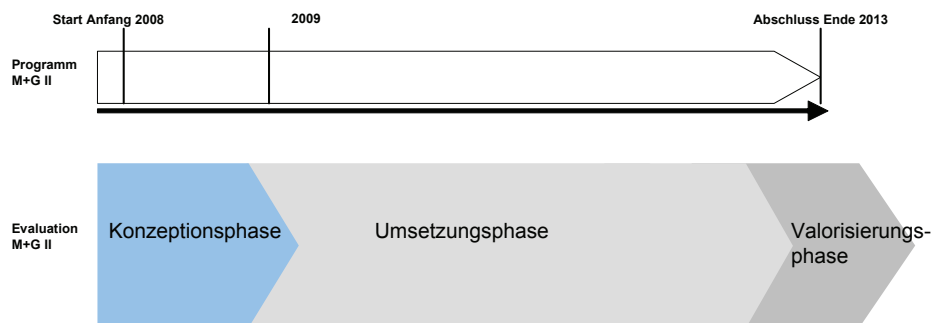 Start Anfang 2008
2009
Abschluss Ende 2013
Programm
M+G II
Evaluation
M+G II
Konzeptionsphase
Umsetzungsphase
Valorisierungs-
phase